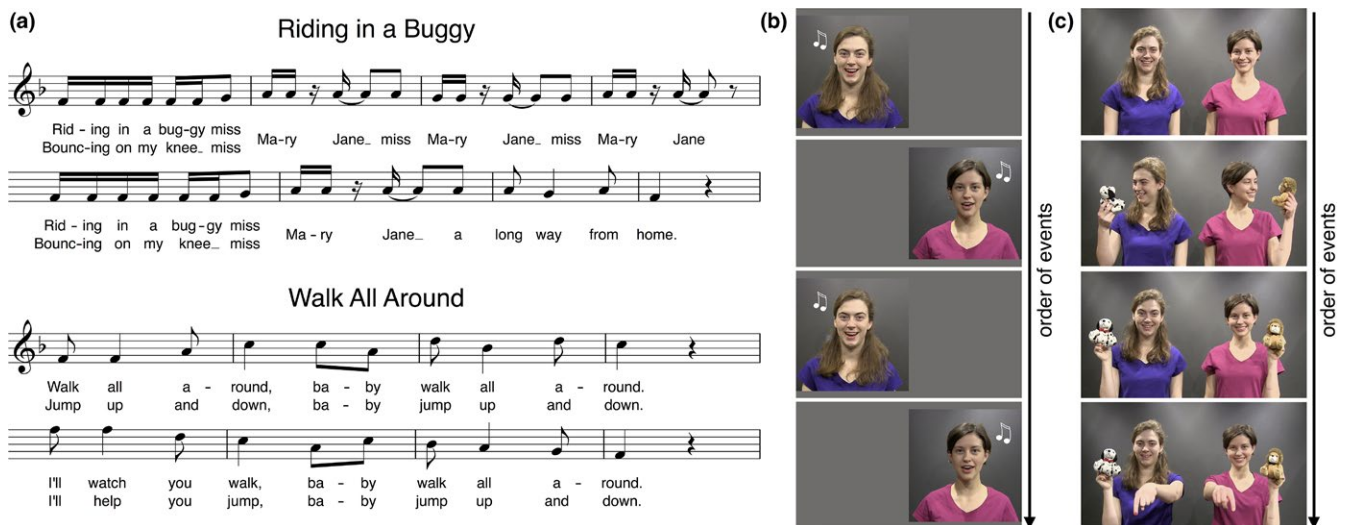 (a)
Riding in a Buggy
Rid - ing in a bug-gy miss Ma-ry Jane_ miss Ma-ry Jane_ miss Ma-ry Jane
Bounc-ing on my knee_ miss
Rid - ing in a bug-gy miss Ma - ry Jane_ a long way from home.
Bounc-ing on my knee_ miss
Walk All Around
Walk all a - round, ba - by walk all a - round.
Jump up and down, ba - by jump up and down.
I'll watch you walk, ba - by walk all a - round.
I'll help you jump, ba - by jump up and down.
(b)
order of events
(c)
order of events